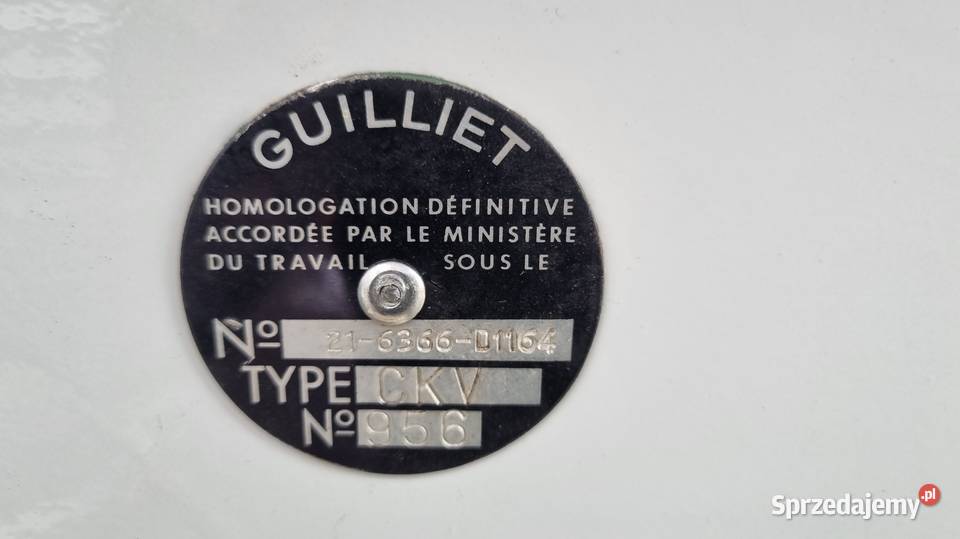 GUILLIET
HOMOLOGATION DÉFINITIVE
ACCORDÉE PAR LE MINISTÈRE
DU TRAVAIL SOUS LE
Nº 21-6366-D1164
TYPE CKV
Nº 956
Sprzedajemy.pl